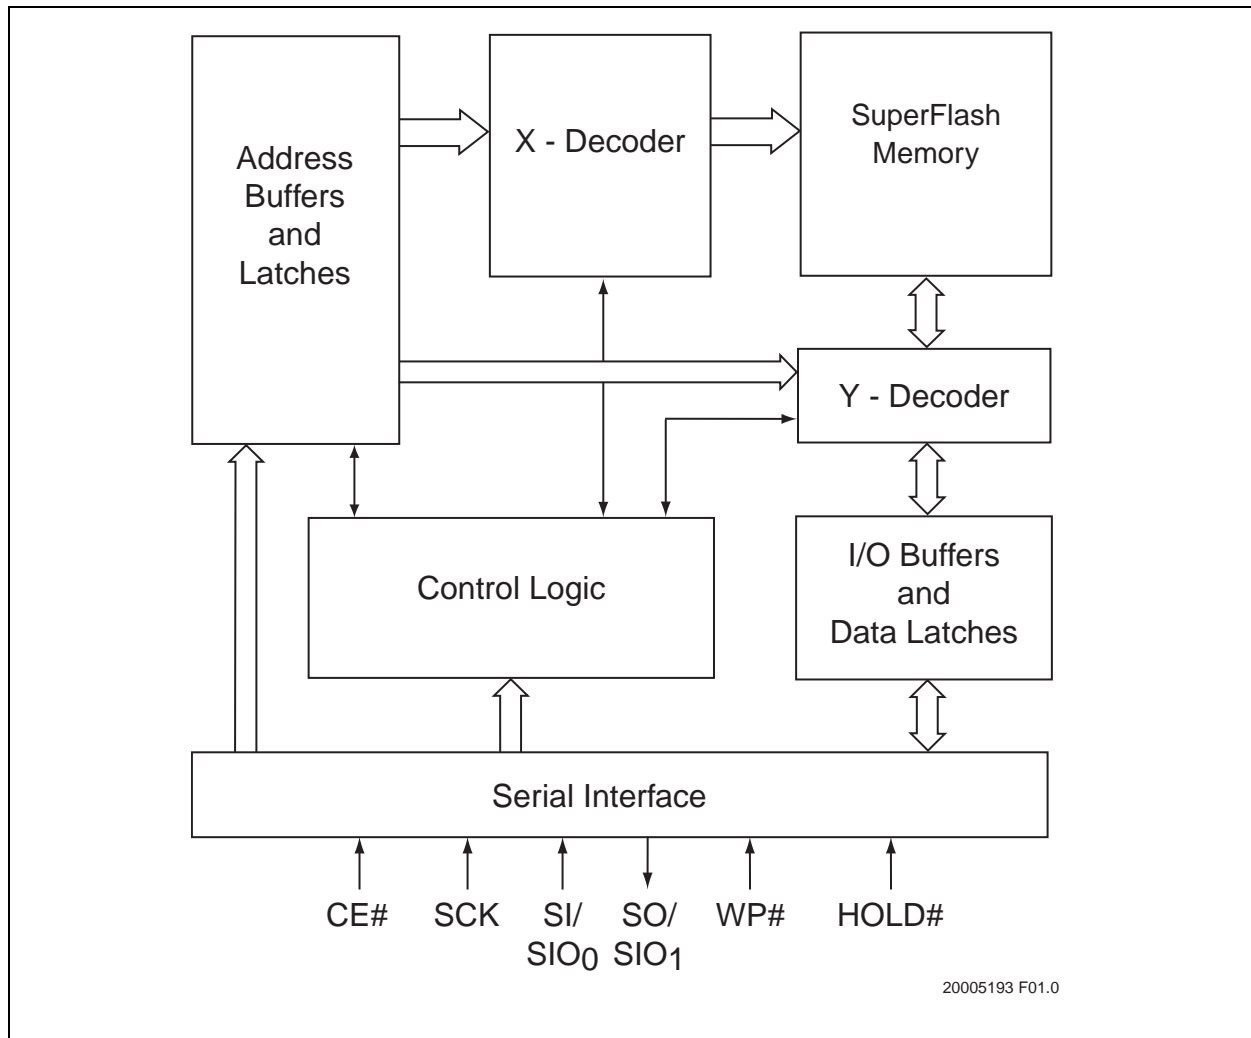 Address
Buffers
and
Latches
X - Decoder
SuperFlash
Memory
Y - Decoder
Control Logic
I/O Buffers
and
Data Latches
Serial Interface
CE#
SCK
SI/
SIO0
SO/
SIO1
WP#
HOLD#
20005193 F01.0